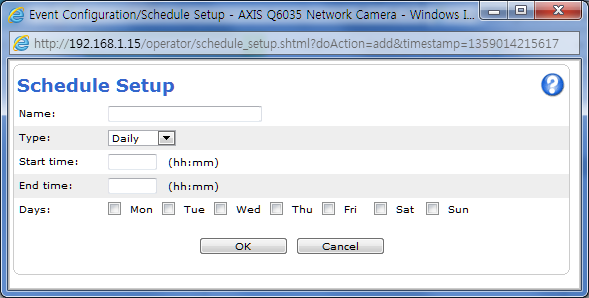 Event Configuration/Schedule Setup - AXIS Q6035 Network Camera - Windows I...
http://192.168.1.15/operator/schedule_setup.shtml?doAction=add&timestamp=1359014215617
Schedule Setup ?
Name:
Type: Daily
Start time: (hh:mm)
End time: (hh:mm)
Days: Mon Tue Wed Thu Fri Sat Sun
OK Cancel